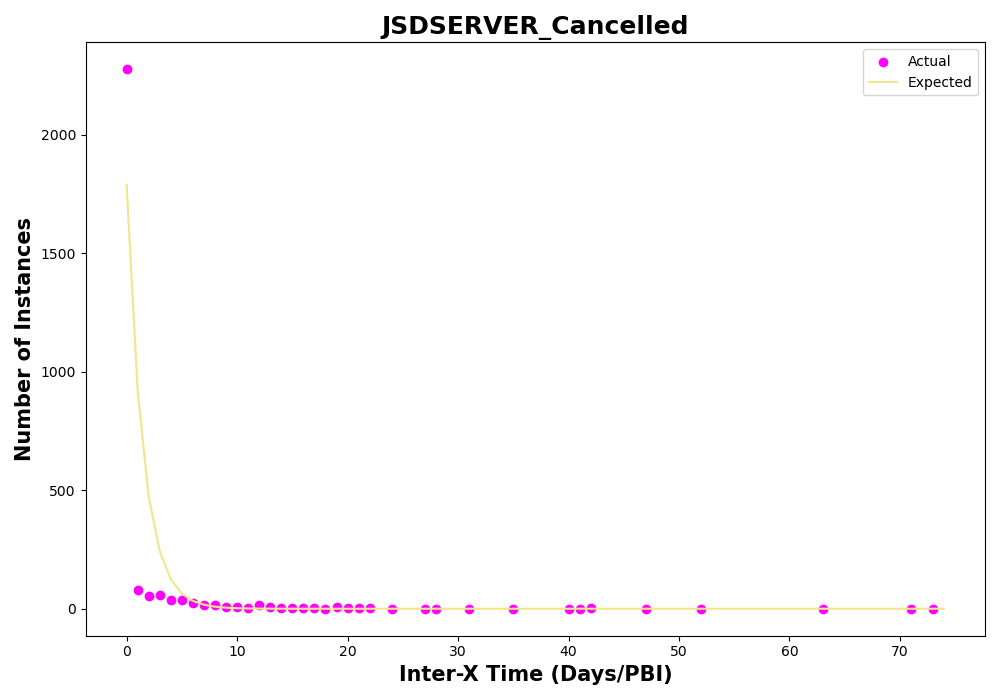 JSDSERVER_Cancelled
Actual
Expected
Number of Instances
2000
1500
1000
500
0
0 10 20 30 40 50 60 70
Inter-X Time (Days/PBI)